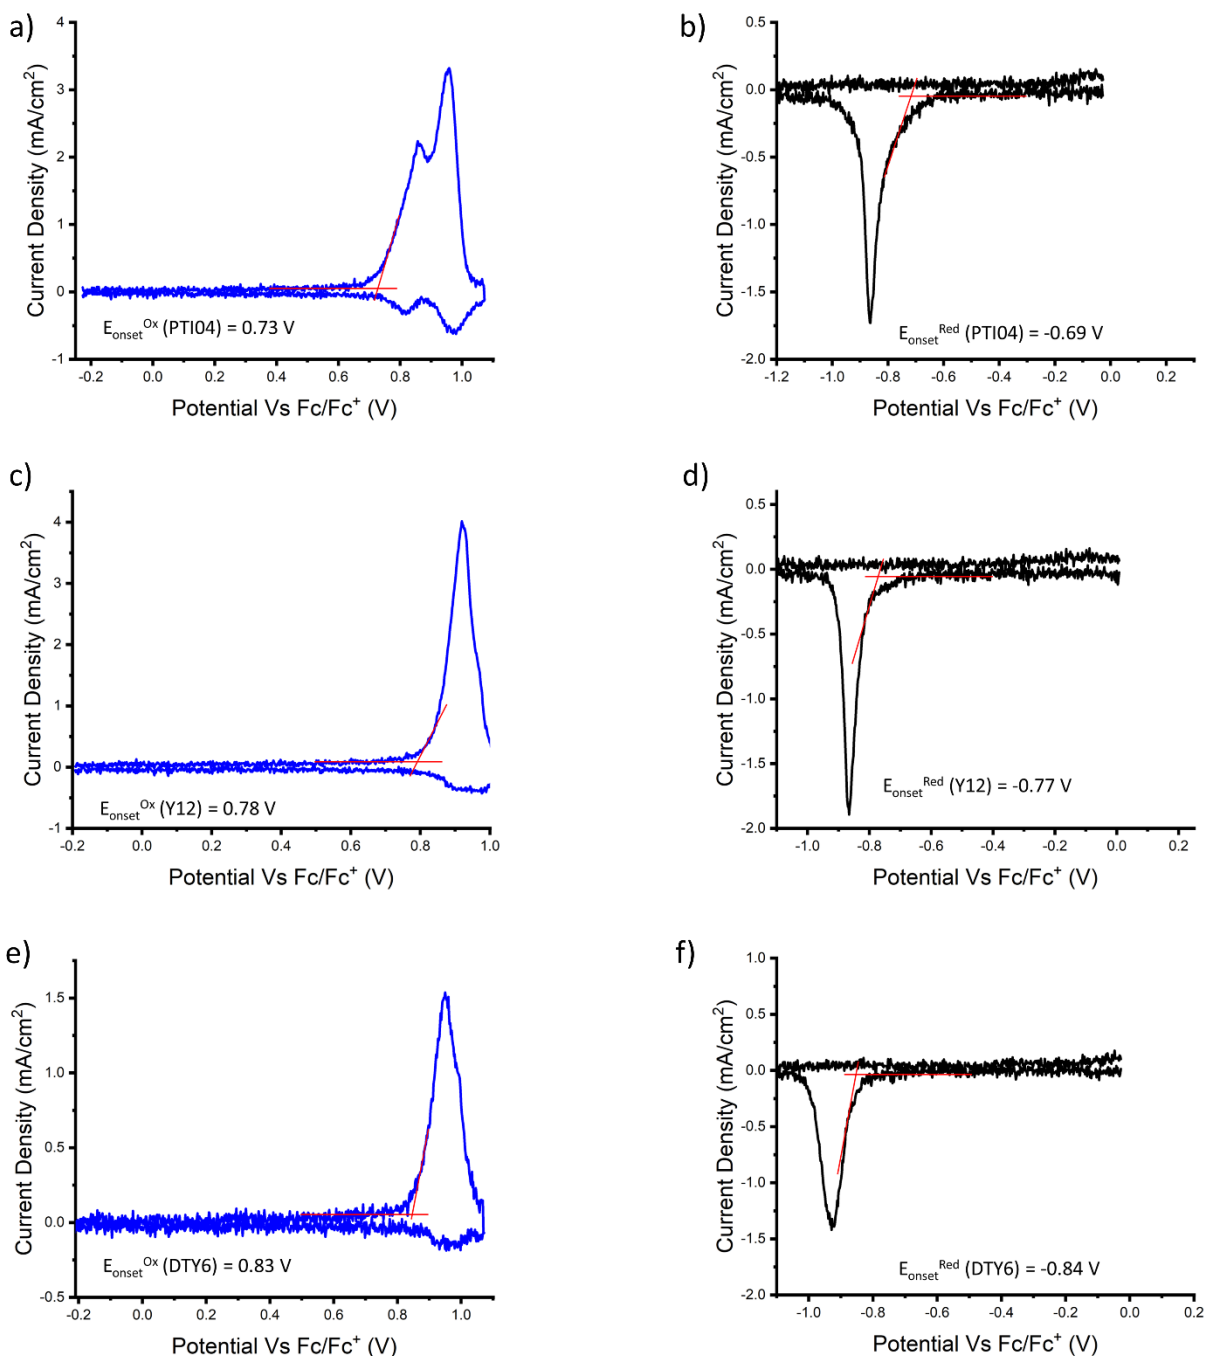 a)
Current Density (mA/cm²)
4
3
2
1
0
-1
-0.2 0.0 0.2 0.4 0.6 0.8 1.0
Potential Vs Fc/Fc⁺ (V)
Eonset^Ox (PTI04) = 0.73 V
b)
Current Density (mA/cm²)
0.5
0.0
-0.5
-1.0
-1.5
-2.0
-1.2 -1.0 -0.8 -0.6 -0.4 -0.2 0.0 0.2
Potential Vs Fc/Fc⁺ (V)
Eonset^Red (PTI04) = -0.69 V
c)
Current Density (mA/cm²)
4
3
2
1
0
-1
-0.2 0.0 0.2 0.4 0.6 0.8 1.0
Potential Vs Fc/Fc⁺ (V)
Eonset^Ox (Y12) = 0.78 V
d)
Current Density (mA/cm²)
0.5
0.0
-0.5
-1.0
-1.5
-2.0
-1.0 -0.8 -0.6 -0.4 -0.2 0.0 0.2
Potential Vs Fc/Fc⁺ (V)
Eonset^Red (Y12) = -0.77 V
e)
Current Density (mA/cm²)
1.5
1.0
0.5
0.0
-0.5
-0.2 0.0 0.2 0.4 0.6 0.8 1.0
Potential Vs Fc/Fc⁺ (V)
Eonset^Ox (DTY6) = 0.83 V
f)
Current Density (mA/cm²)
1.0
0.5
0.0
-0.5
-1.0
-1.5
-2.0
-1.0 -0.8 -0.6 -0.4 -0.2 0.0 0.2
Potential Vs Fc/Fc⁺ (V)
Eonset^Red (DTY6) = -0.84 V